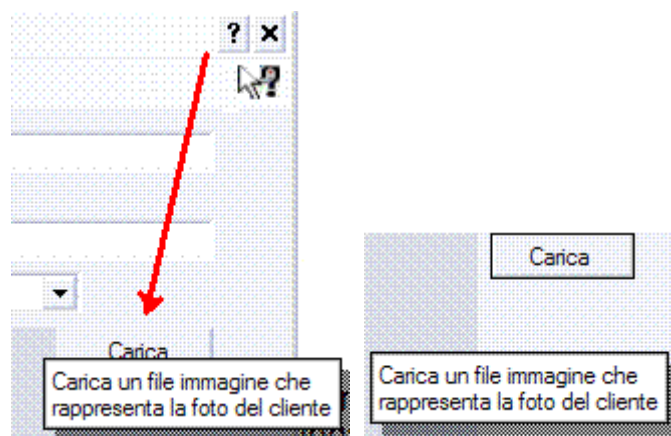 ?
Carica
Carica un file immagine che
rappresenta la foto del cliente
Carica
Carica un file immagine che
rappresenta la foto del cliente